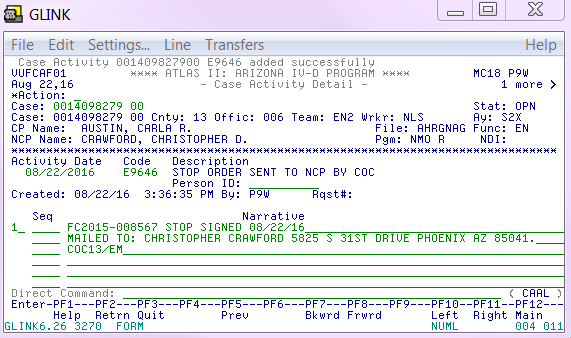 GLINK
File Edit Settings... Line Transfers Help
Case Activity 001409827900 E9646 added successfully
VUFCAF01 **** ATLAS II: ARIZONA IV-D PROGRAM **** MC18 P9W
Aug 22,16 - Case Activity Detail - 1 more >
*Action: _
Case: 0014098279 00 Stat: OPN
Case: 0014098279 00 Cnty: 13 Offic: 006 Team: EN2 Wrkr: NLS Ay: S2X
CP Name: AUSTIN, CARLA R. File: AHRGNAG Func: EN
NCP Name: CRAWFORD, CHRISTOPHER D. Pgm: NMO R NDI:
*******************************************************************************
Activity Date Code Description
08/22/2016 E9646 STOP ORDER SENT TO NCP BY COC
Person ID: __________
Created: 08/22/16 3:36:35 PM By: P9W Rqst#:
Seq Narrative
1_ ____ FC2015-008567 STOP SIGNED 08/22/16
____ MAILED TO: CHRISTOPHER CRAWFORD 5825 S 31ST DRIVE PHOENIX AZ 85041.
____ COC13/EM
Direct Command: ( CAAL )
Enter-PF1---PF2---PF3---PF4---PF5---PF6---PF7---PF8---PF9---PF10--PF11--PF12---
Help Retrn Quit Prev Bkwrd Frwrd Left Right Main
GLINK6.26 3270 FORM NUML 004 011